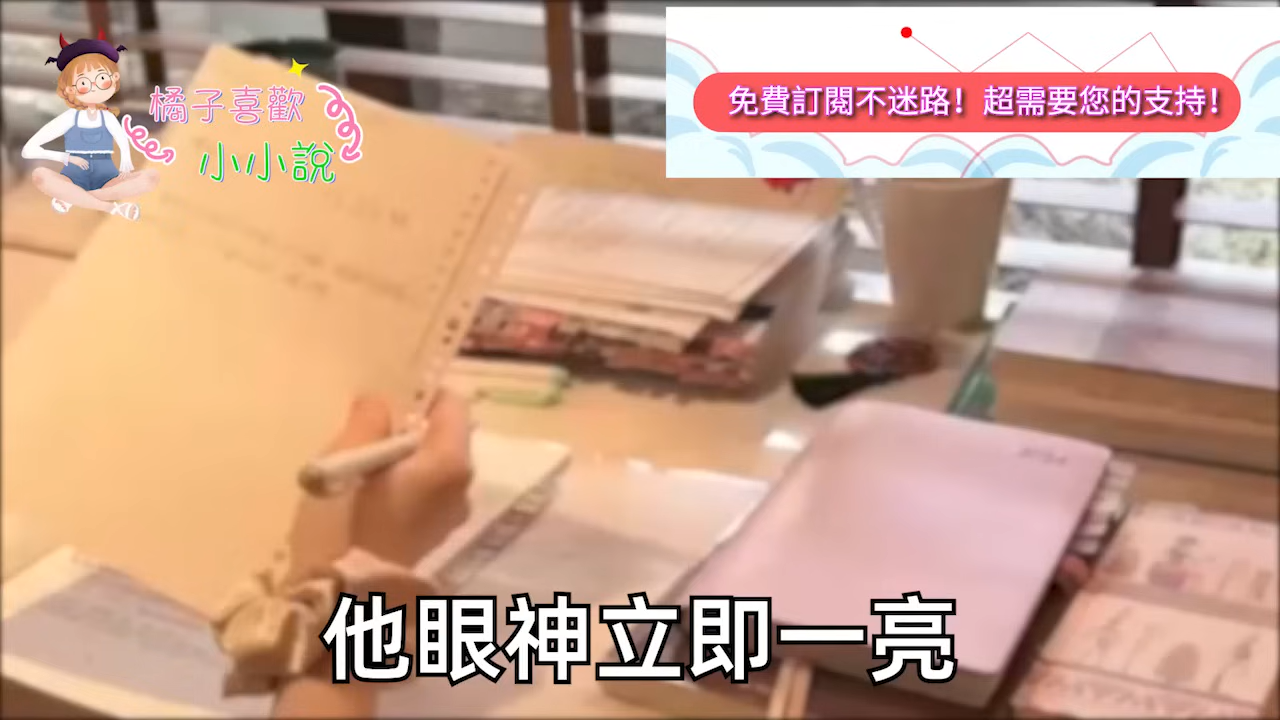 橘子喜歡
小小說
免費訂閱不迷路！超需要您的支持！
他眼神立即一亮